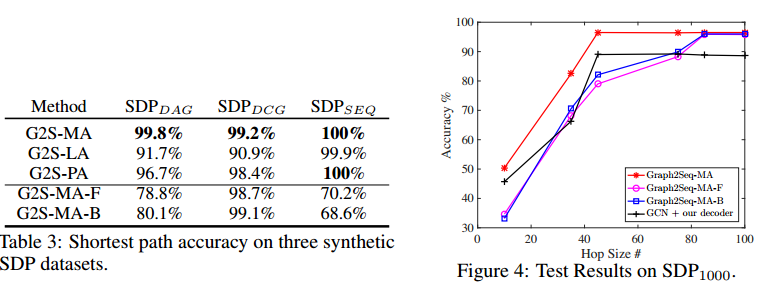 Method SDP_DAG SDP_DCG SDP_SEQ
G2S-MA 99.8% 99.2% 100%
G2S-LA 91.7% 90.9% 99.9%
G2S-PA 96.7% 98.4% 100%
G2S-MA-F 78.8% 98.7% 70.2%
G2S-MA-B 80.1% 99.1% 68.6%
Table 3: Shortest path accuracy on three synthetic
SDP datasets.
100
90
80
70
60
50
40
30
Accuracy %
Graph2Seq-MA
Graph2Seq-MA-F
Graph2Seq-MA-B
GCN + our decoder
0 20 40 60 80 100
Hop Size #
Figure 4: Test Results on SDP_1000.